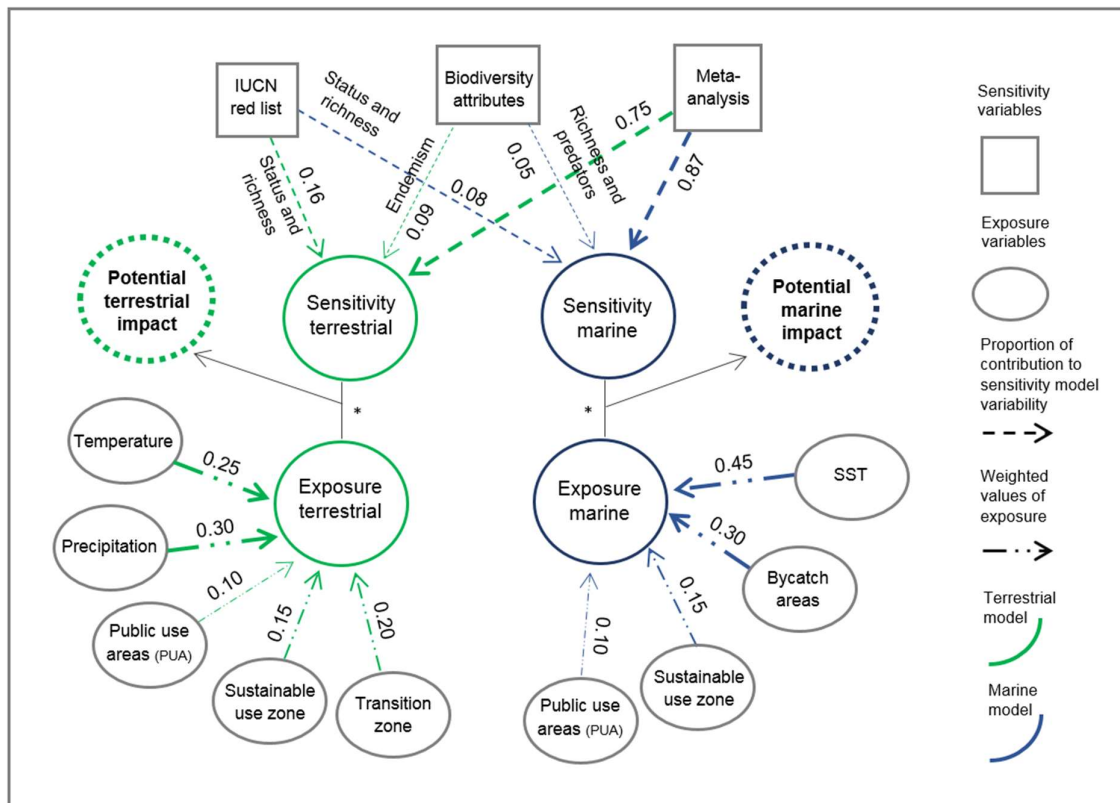 IUCN
red list
Biodiversity
attributes
Meta-
analysis
Status and
richness
0.16
Status and
richness
0.08
Endemism
0.09
0.05
Richness and
predators
0.75
0.87
Potential
terrestrial
impact
Sensitivity
terrestrial
Sensitivity
marine
Potential
marine
impact
*
*
Temperature
0.25
Precipitation
0.30
Public use
areas (PUA)
0.10
Sustainable
use zone
0.15
Transition
zone
0.20
Exposure
terrestrial
Exposure
marine
0.45
SST
0.30
Bycatch
areas
0.15
Sustainable
use zone
0.10
Public use
areas (PUA)
Sensitivity
variables
Exposure
variables
Proportion of
contribution to
sensitivity model
variability
Weighted
values of
exposure
Terrestrial
model
Marine
model